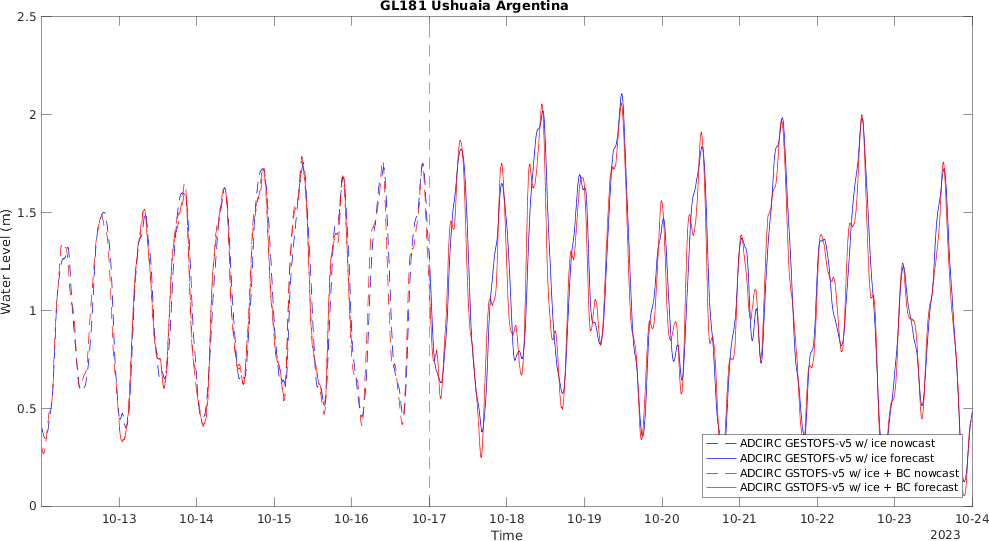 GL181 Ushuaia Argentina
2.5
2
1.5
1
0.5
0
Water Level (m)
10-13 10-14 10-15 10-16 10-17 10-18 10-19 10-20 10-21 10-22 10-23 10-24
Time
2023
ADCIRC GESTOFS-v5 w/ ice nowcast
ADCIRC GESTOFS-v5 w/ ice forecast
ADCIRC GSTOFS-v5 w/ ice + BC nowcast
ADCIRC GSTOFS-v5 w/ ice + BC forecast